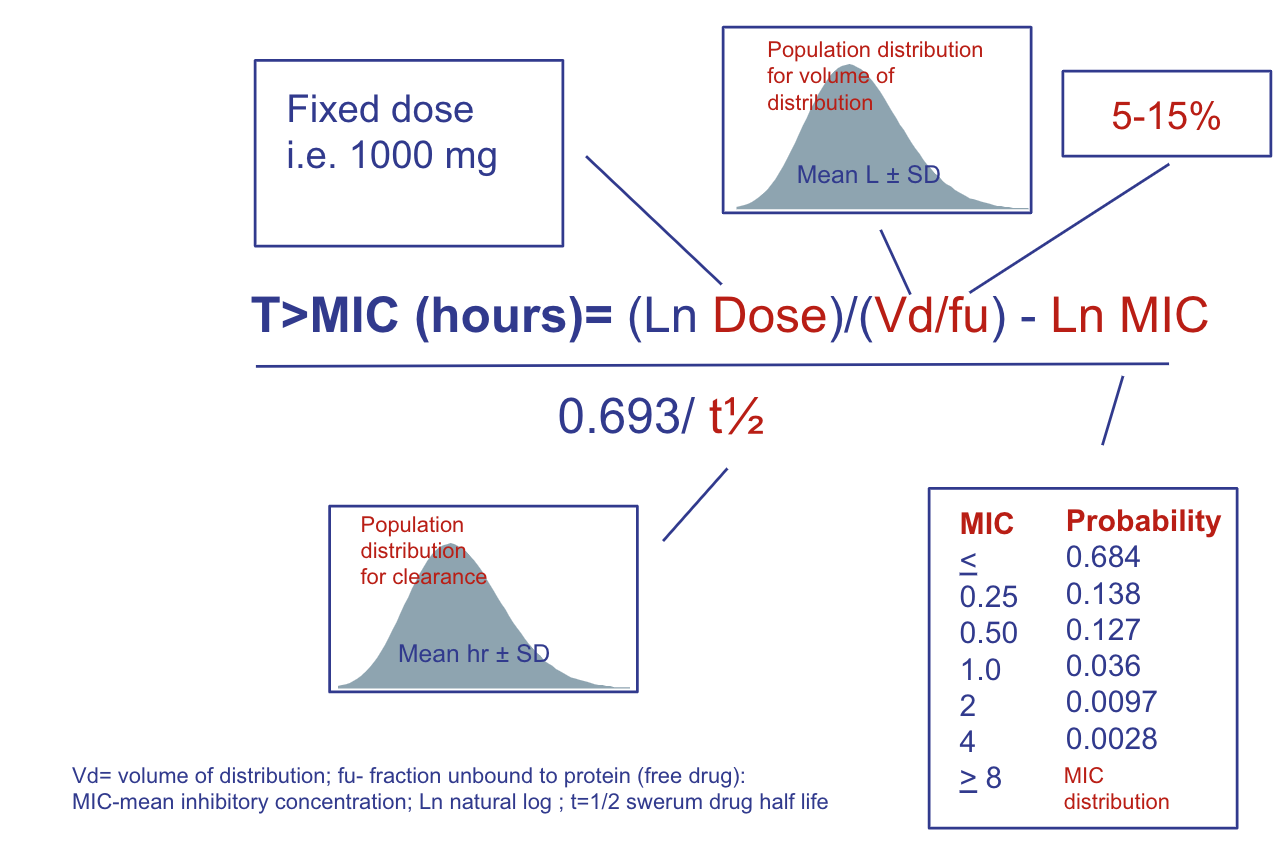 Population distribution
for volume of
distribution
Mean L ± SD
Fixed dose
i.e. 1000 mg
5-15%
T>MIC (hours)= (Ln Dose)/(Vd/fu) - Ln MIC
0.693/ t½
Population
distribution
for clearance
Mean hr ± SD
MIC Probability
≤ 0.684
0.25 0.138
0.50 0.127
1.0 0.036
2 0.0097
4 0.0028
≥ 8 MIC
distribution
Vd= volume of distribution; fu- fraction unbound to protein (free drug):
MIC-mean inhibitory concentration; Ln natural log ; t=1/2 swerum drug half life